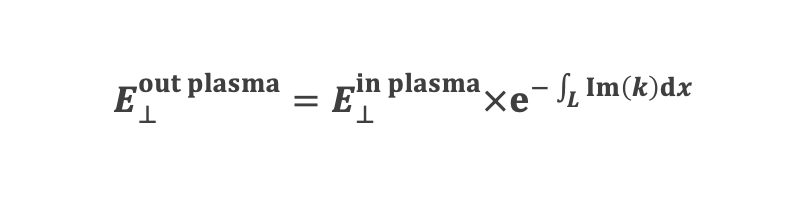 E⊥^out plasma = E⊥^in plasma × e^−∫_L Im(k)dx